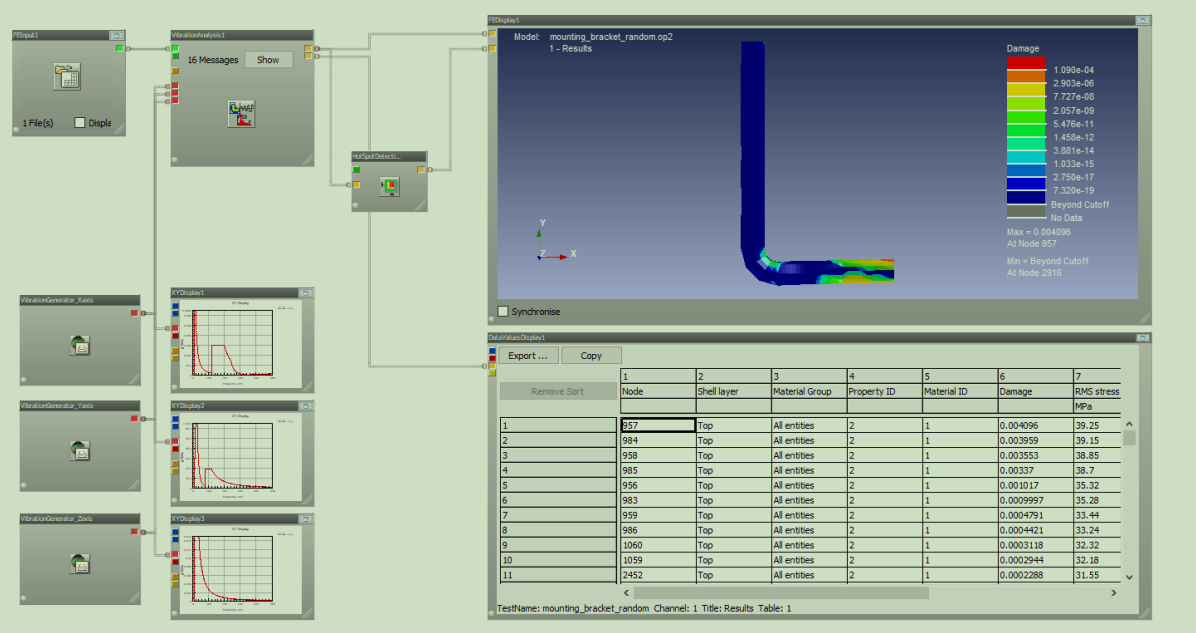 FEInput1
1 File(s) Displa
VibrationAnalysis1
16 Messages Show
HotSpotDetecti...
FEDisplay1
Model: mounting_bracket_random.op2
1 - Results
Damage
1.090e-04
2.903e-06
7.727e-08
2.057e-09
5.476e-11
1.458e-12
3.881e-14
1.033e-15
2.750e-17
7.320e-19
Beyond Cutoff
No Data
Max = 0.004096
At Node 957
Min = Beyond Cutoff
At Node 2916
Y
Z X
Synchronise
VibrationGenerator_Xaxis
XYDisplay1
XY Display
VibrationGenerator_Yaxis
XYDisplay2
XY Display
VibrationGenerator_Zaxis
XYDisplay3
XY Display
DataValuesDisplay1
Export ... Copy
1 2 3 4 5 6 7
Remove Sort Node Shell layer Material Group Property ID Material ID Damage RMS stress
MPa
1 957 Top All entities 2 1 0.004096 39.25
2 984 Top All entities 2 1 0.003959 39.15
3 958 Top All entities 2 1 0.003553 38.85
4 985 Top All entities 2 1 0.00337 38.7
5 956 Top All entities 2 1 0.001017 35.32
6 983 Top All entities 2 1 0.0009997 35.28
7 959 Top All entities 2 1 0.0004791 33.44
8 986 Top All entities 2 1 0.0004421 33.24
9 1060 Top All entities 2 1 0.0003118 32.32
10 1059 Top All entities 2 1 0.0002944 32.18
11 2452 Top All entities 2 1 0.0002288 31.55
TestName: mounting_bracket_random Channel: 1 Title: Results Table: 1